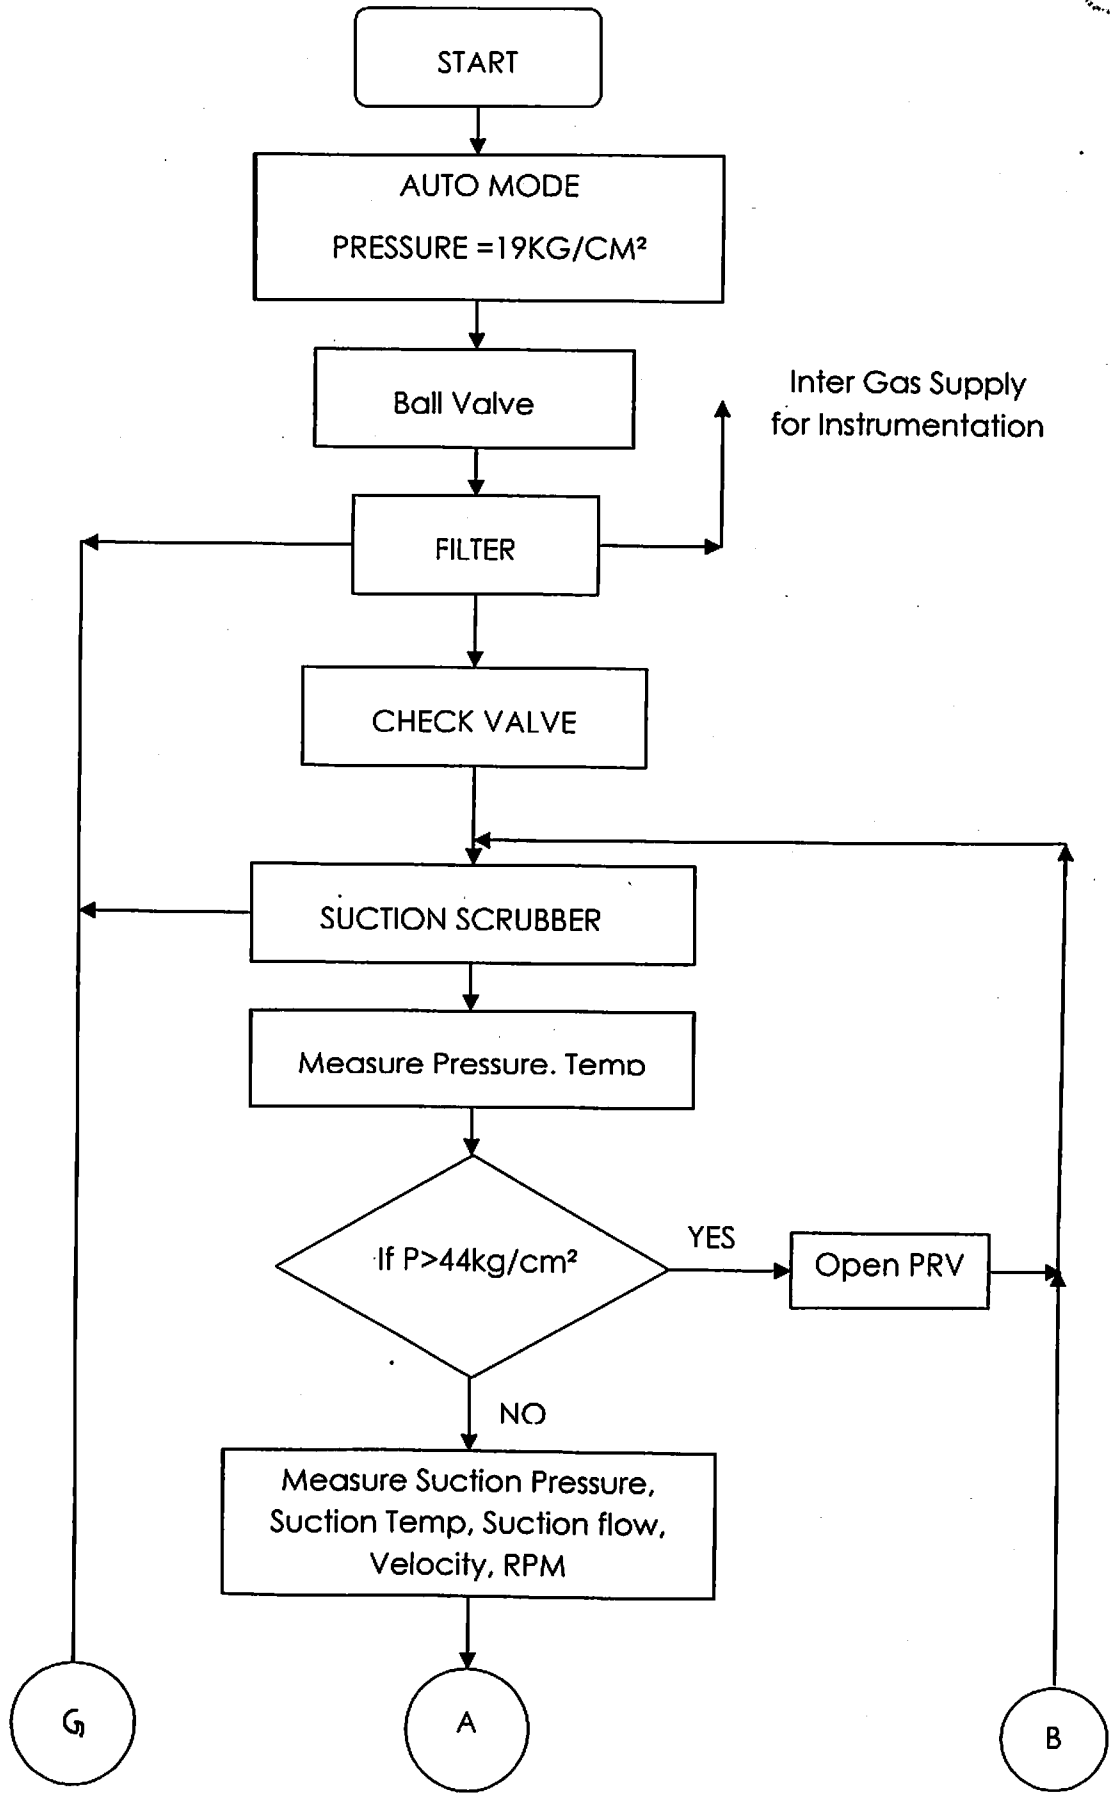 START
AUTO MODE
PRESSURE =19KG/CM²
Ball Valve
Inter Gas Supply
for Instrumentation
FILTER
CHECK VALVE
SUCTION SCRUBBER
Measure Pressure. Temp
If P>44kg/cm²
YES
Open PRV
NO
Measure Suction Pressure,
Suction Temp, Suction flow,
Velocity, RPM
G
A
B